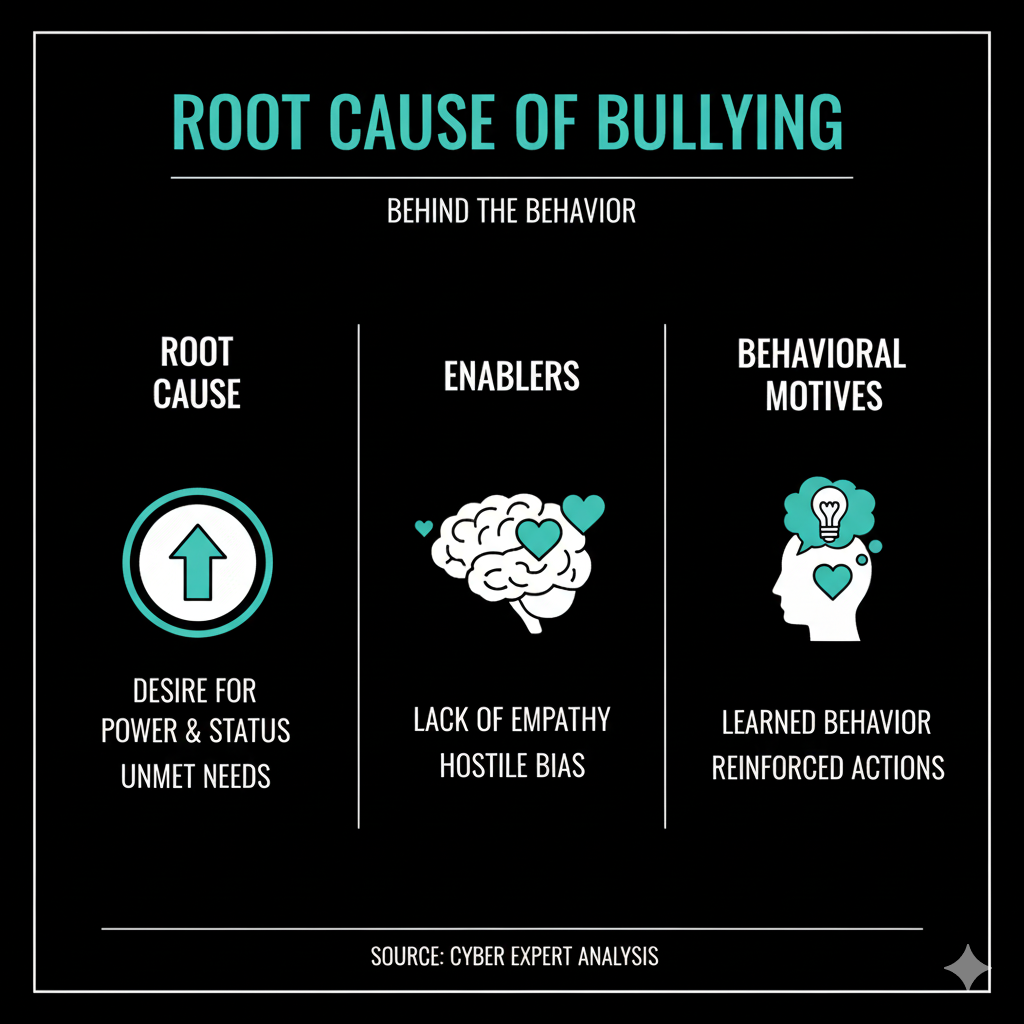 ROOT CAUSE OF BULLYING
BEHIND THE BEHAVIOR
ROOT
CAUSE
DESIRE FOR
POWER & STATUS
UNMET NEEDS
ENABLERS
LACK OF EMPATHY
HOSTILE BIAS
BEHAVIORAL
MOTIVES
LEARNED BEHAVIOR
REINFORCED ACTIONS
SOURCE: CYBER EXPERT ANALYSIS